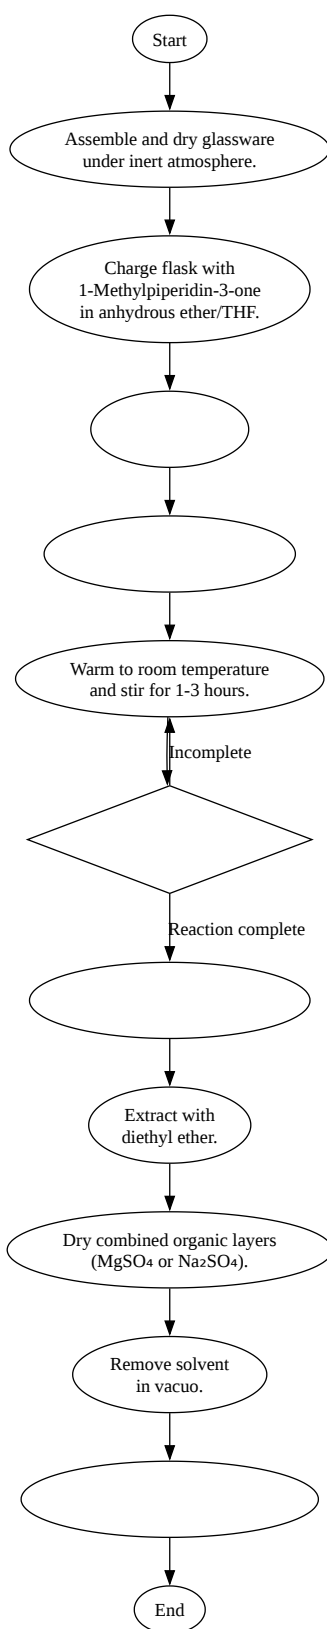 Start
Assemble and dry glassware
under inert atmosphere.
Charge flask with
1-Methylpiperidin-3-one
in anhydrous ether/THF.
Warm to room temperature
and stir for 1-3 hours.
Incomplete
Reaction complete
Extract with
diethyl ether.
Dry combined organic layers
(MgSO₄ or Na₂SO₄).
Remove solvent
in vacuo.
End